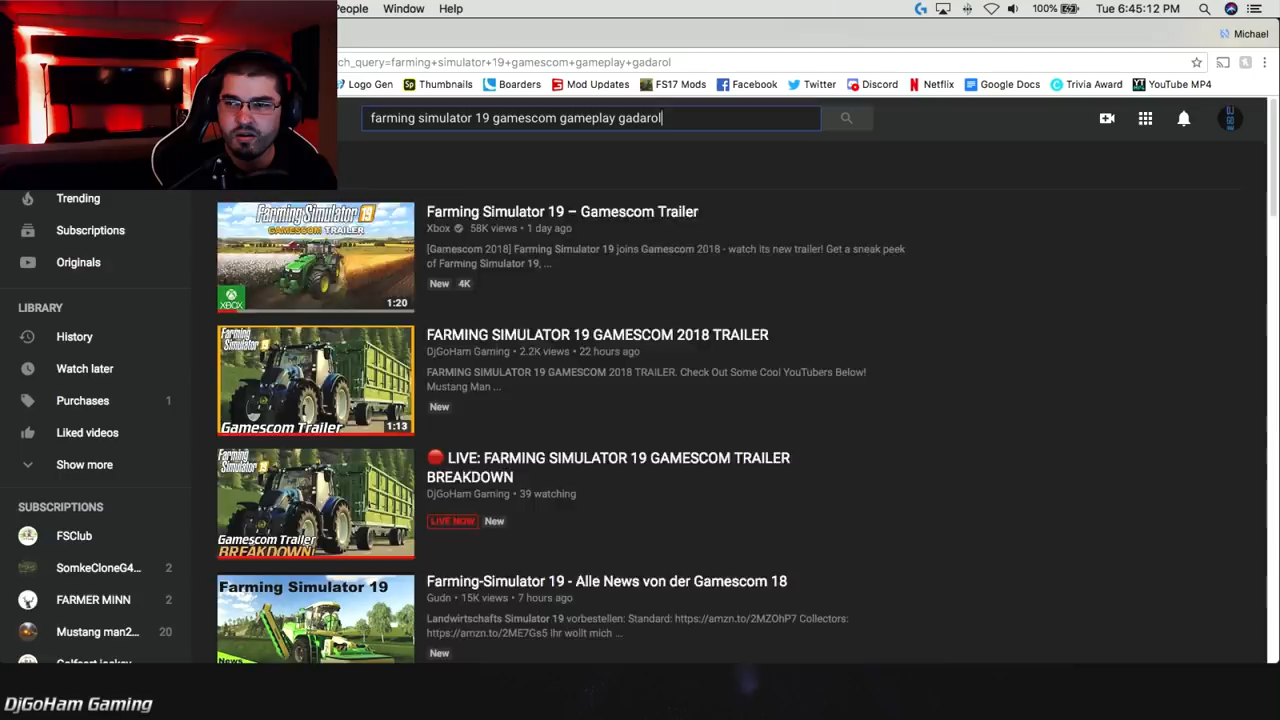 People Window Help 100% Tue 6:45:12 PM
Michael
ch_query=farming+simulator+19+gamescom+gameplay+gadarol
Logo Gen Thumbnails Boarders Mod Updates FS17 Mods Facebook Twitter Discord Netflix Google Docs Trivia Award YouTube MP4
farming simulator 19 gamescom gameplay gadarol
Trending
Subscriptions
Originals
LIBRARY
History
Watch later
Purchases 1
Liked videos
Show more
SUBSCRIPTIONS
FSClub
SomkeCloneG4... 2
FARMER MINN 2
Mustang man2... 20
Farming Simulator 19
GAMESCOM TRAILER
XBOX
1:20
Farming Simulator 19 – Gamescom Trailer
Xbox 58K views • 1 day ago
[Gamescom 2018] Farming Simulator 19 joins Gamescom 2018 - watch its new trailer! Get a sneak peek
of Farming Simulator 19, ...
New 4K
Farming
Simulator 19
Gamescom Trailer
1:13
FARMING SIMULATOR 19 GAMESCOM 2018 TRAILER
DjGoHam Gaming • 2.2K views • 22 hours ago
FARMING SIMULATOR 19 GAMESCOM 2018 TRAILER. Check Out Some Cool YouTubers Below!
Mustang Man ...
New
Farming
Simulator 19
Gamescom Trailer
BREAKDOWN!
LIVE: FARMING SIMULATOR 19 GAMESCOM TRAILER
BREAKDOWN
DjGoHam Gaming • 39 watching
LIVE NOW New
Farming Simulator 19
Farming-Simulator 19 - Alle News von der Gamescom 18
Gudn • 15K views • 7 hours ago
Landwirtschafts Simulator 19 vorbestellen: Standard: https://amzn.to/2MZOhP7 Collectors:
https://amzn.to/2ME7Gs5 Ihr wollt mich ...
New
DjGoHam Gaming